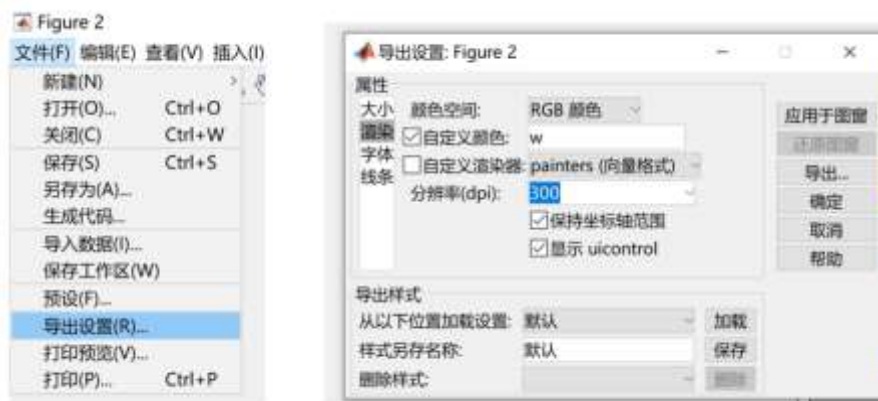 Figure 2
文件(F) 编辑(E) 查看(V) 插入(I)
新建(N)
打开(O)... Ctrl+O
关闭(C) Ctrl+W
保存(S) Ctrl+S
另存为(A)...
生成代码...
导入数据(I)...
保存工作区(W)
预设(F)...
导出设置(R)...
打印预览(V)...
打印(P)... Ctrl+P
导出设置: Figure 2
属性
大小
渲染
字体
线条
颜色空间: RGB 颜色
自定义颜色: w
自定义渲染器: painters (向量格式)
分辨率(dpi): 300
保持坐标轴范围
显示 uicontrol
应用于图窗
还原图窗
导出...
确定
取消
帮助
导出样式
从以下位置加载设置: 默认 加载
样式另存名称: 默认 保存
删除样式: 删除